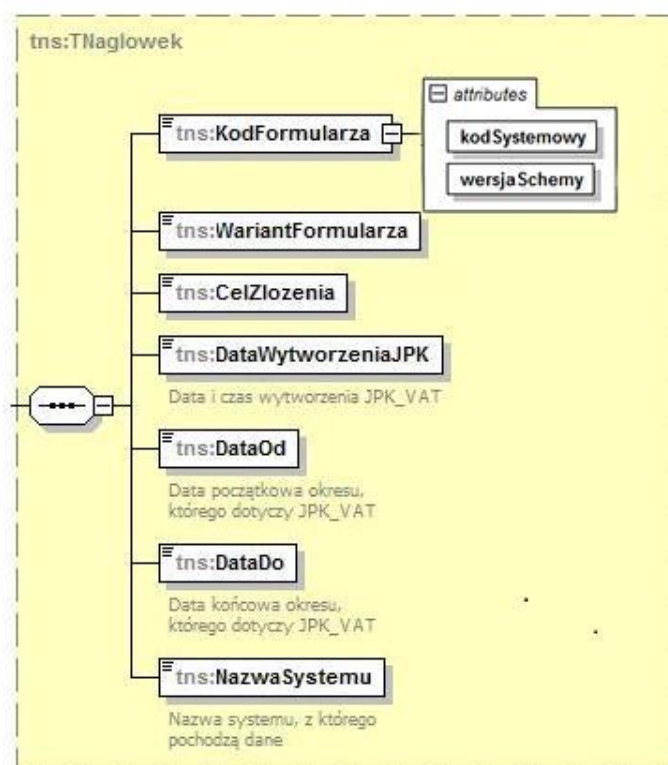 tns:TNaglowek
attributes
tns:KodFormularza
kodSystemowy
wersjaSchemy
tns:WariantFormularza
tns:CelZlozenia
tns:DataWytworzeniaJPK
Data i czas wytworzenia JPK_VAT
tns:DataOd
Data początkowa okresu,
którego dotyczy JPK_VAT
tns:DataDo
Data końcowa okresu,
którego dotyczy JPK_VAT
tns:NazwaSystemu
Nazwa systemu, z którego
pochodzą dane